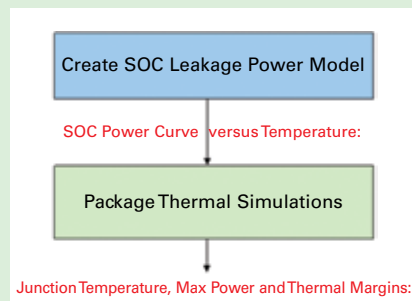 Create SOC Leakage Power Model
SOC Power Curve versus Temperature:
Package Thermal Simulations
Junction Temperature, Max Power and Thermal Margins: